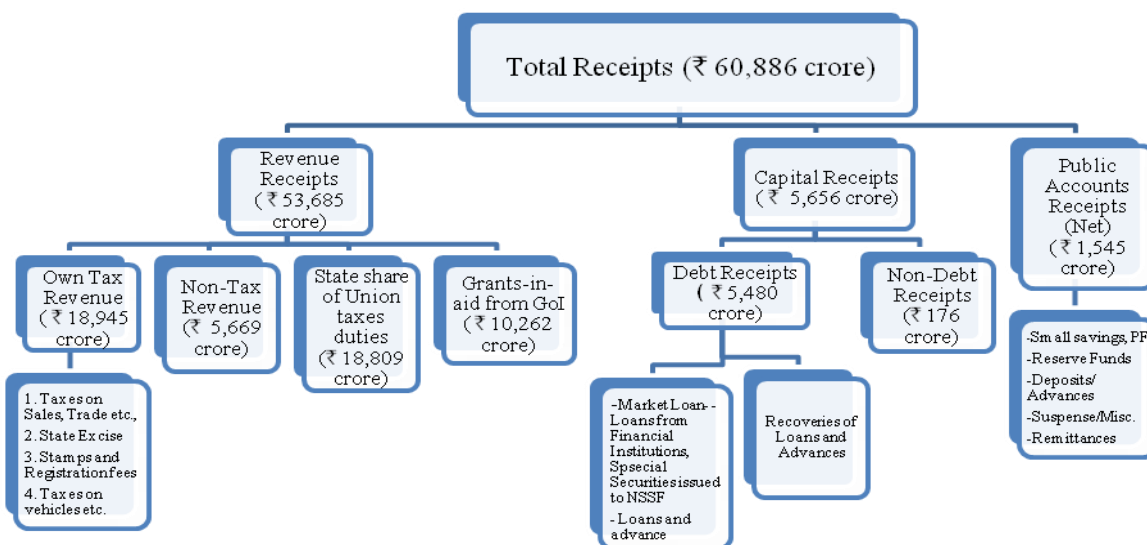 Total Receipts (₹ 60,886 crore)
Revenue
Receipts
(₹ 53,685
crore)
Capital Receipts
(₹ 5,656 crore)
Public
Accounts
Receipts
(Net)
(₹ 1,545
crore)
Own Tax
Revenue
(₹ 18,945
crore)
Non-Tax
Revenue
(₹ 5,669
crore)
State share
of Union
taxes
duties
(₹ 18,809
crore)
Grants-in-
aid from GoI
(₹ 10,262
crore)
Debt Receipts
(₹ 5,480
crore)
Non-Debt
Receipts
(₹ 176
crore)
1. Taxes on
Sales, Trade etc.,
2. State Excise
3. Stamps and
Registration fees
4. Taxes on
vehicles etc.
-Market Loan--
Loans from
Financial
Institutions,
Spsecial
Securities issued
to NSSF
- Loans and
advance
Recoveries of
Loans and
Advances
-Small savings, PF
-Reserve Funds
-Deposits/
Advances
-Suspense/Misc.
-Remittances